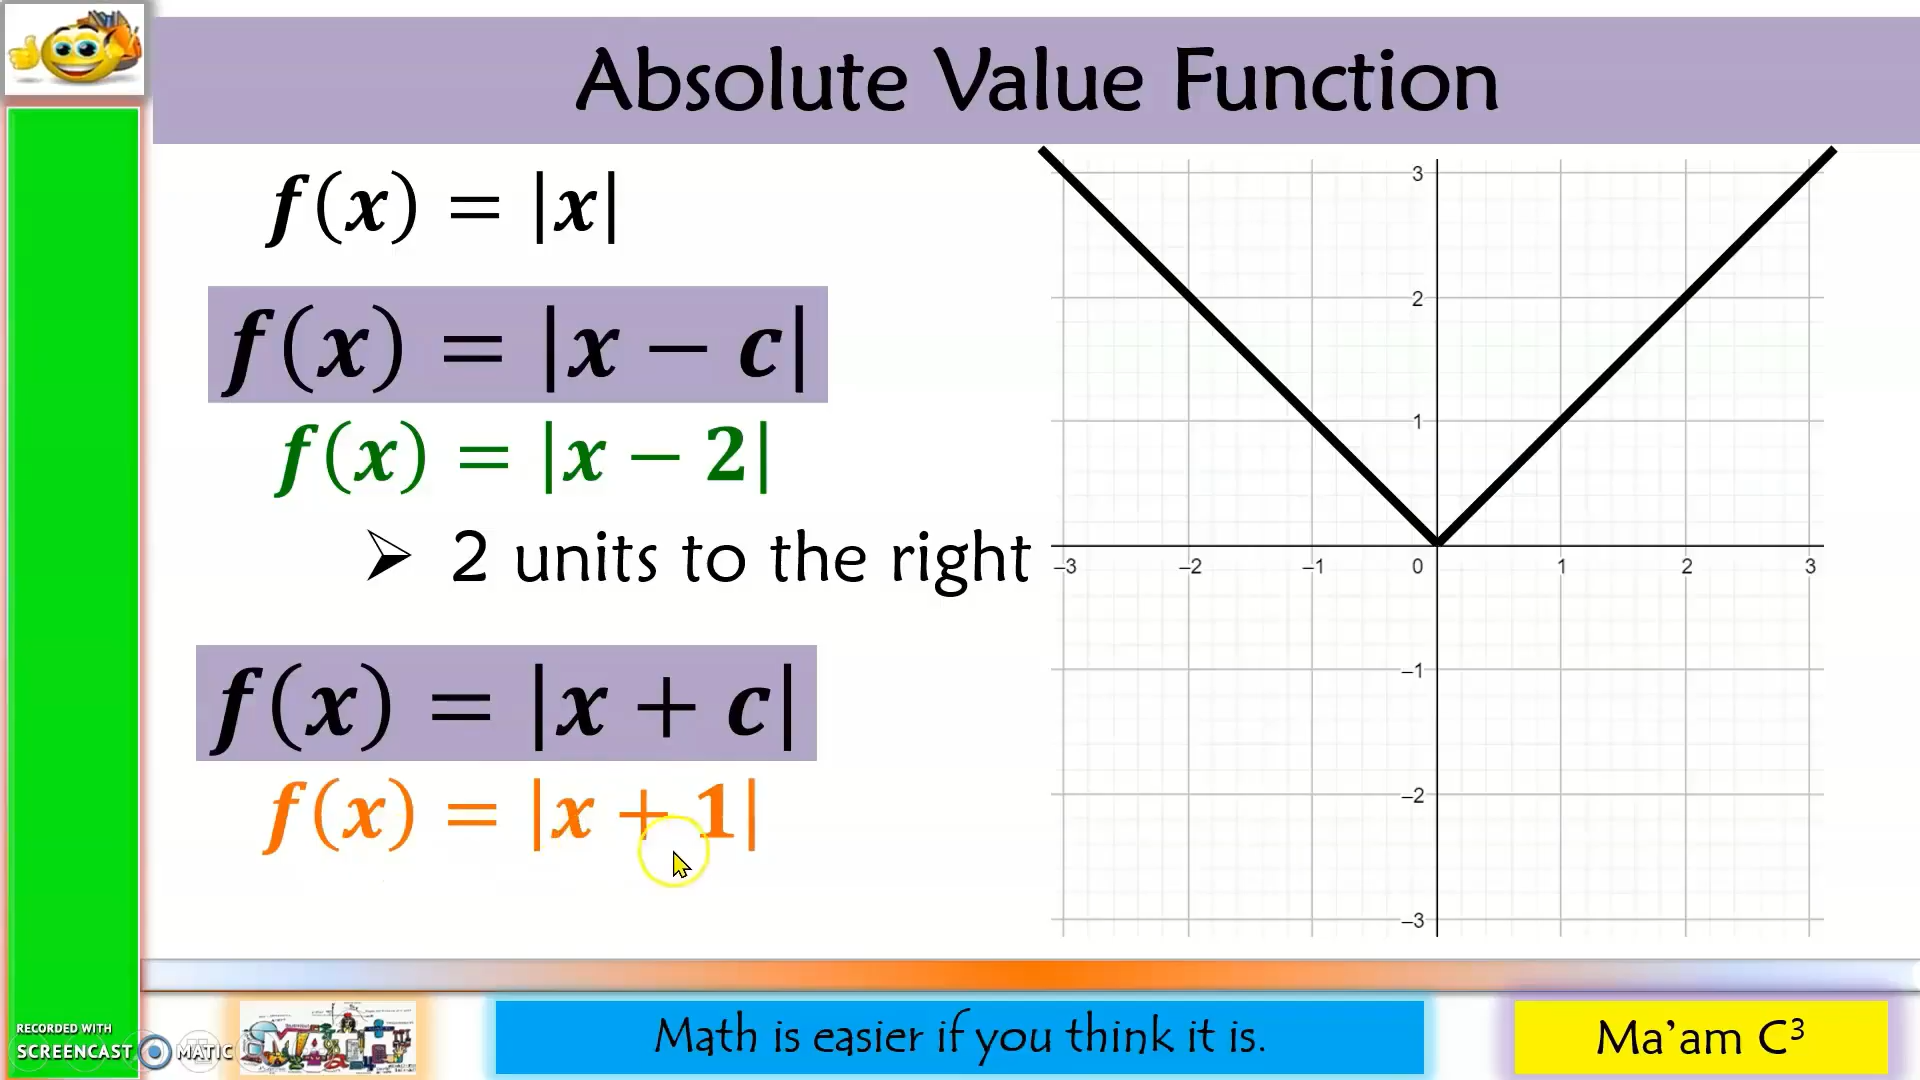 Absolute Value Function
f(x) = |x|
f(x) = |x − c|
f(x) = |x − 2|
➢ 2 units to the right
f(x) = |x + c|
f(x) = |x + 1|
3
2
1
–3 –2 –1 0 1 2 3
–1
–2
–3
RECORDED WITH
SCREENCAST MATIC
MATH
Math is easier if you think it is.
Ma’am C³